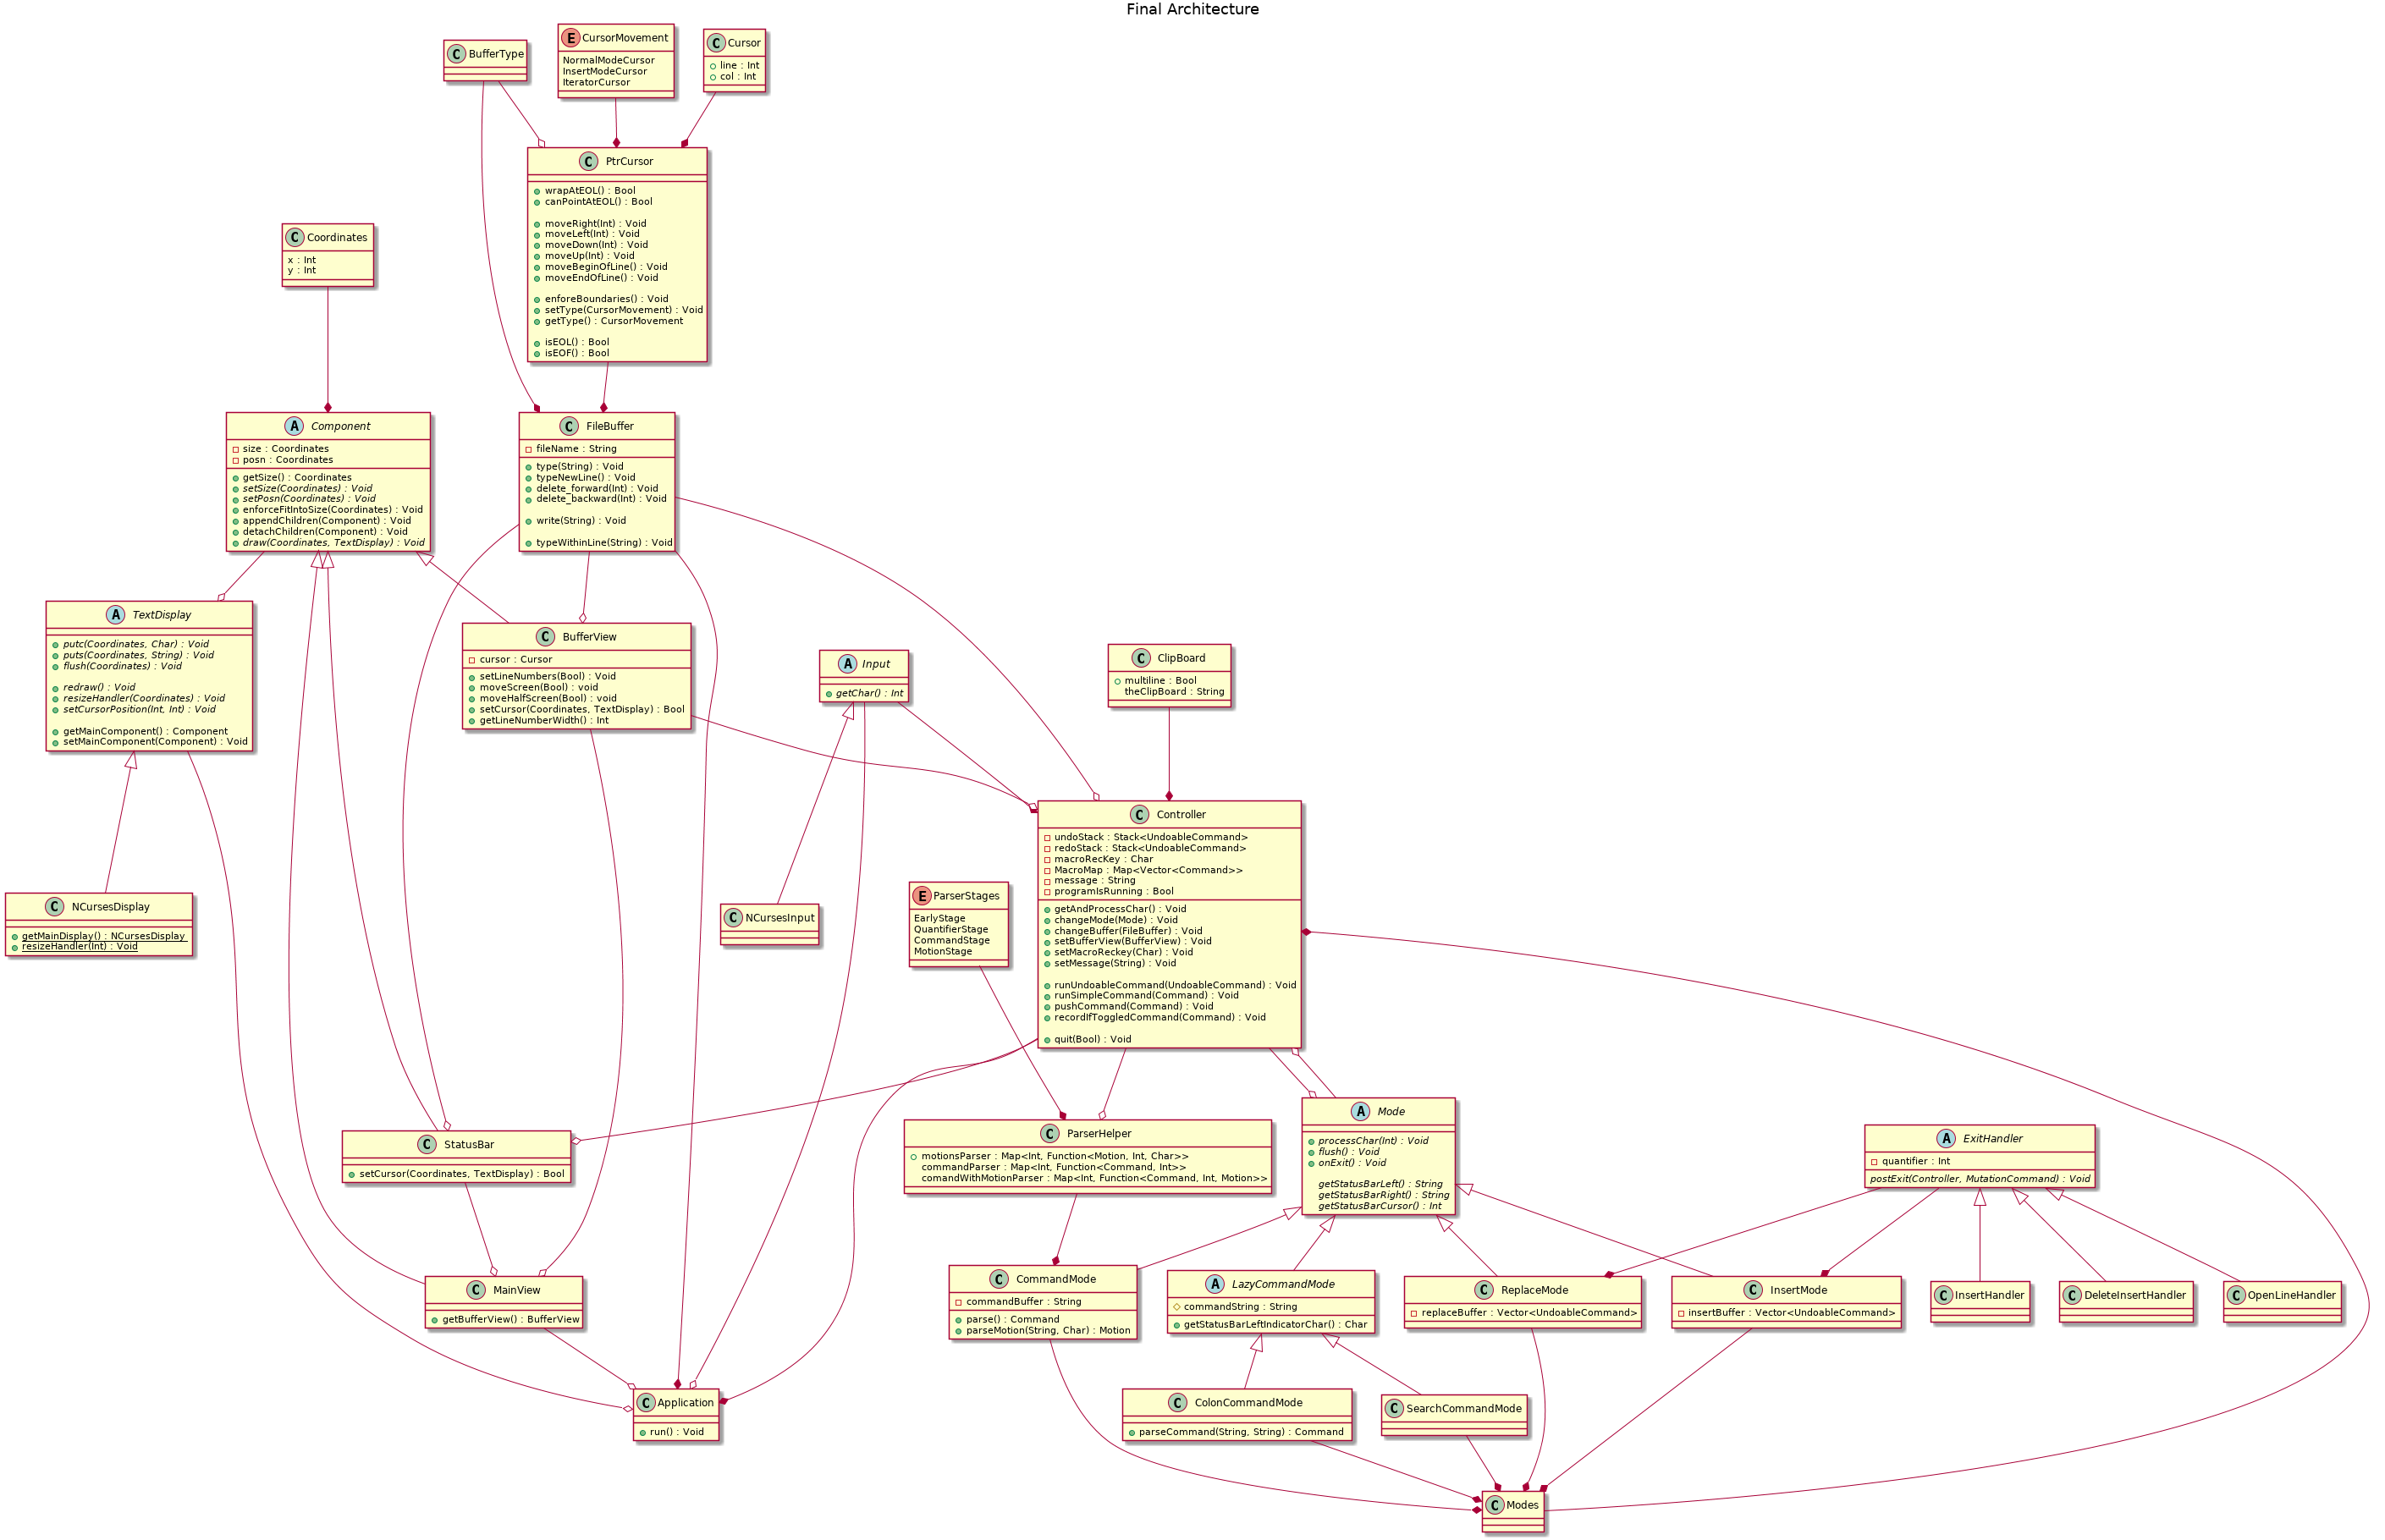 Final Architecture
C BufferType
E CursorMovement
NormalModeCursor
InsertModeCursor
IteratorCursor
C Cursor
line : Int
col : Int
C PtrCursor
wrapAtEOL() : Bool
canPointAtEOL() : Bool
moveRight(Int) : Void
moveLeft(Int) : Void
moveDown(Int) : Void
moveUp(Int) : Void
moveBeginOfLine() : Void
moveEndOfLine() : Void
enforeBoundaries() : Void
setType(CursorMovement) : Void
getType() : CursorMovement
isEOL() : Bool
isEOF() : Bool
C Coordinates
x : Int
y : Int
A Component
size : Coordinates
posn : Coordinates
getSize() : Coordinates
setSize(Coordinates) : Void
setPosn(Coordinates) : Void
enforceFitIntoSize(Coordinates) : Void
appendChildren(Component) : Void
detachChildren(Component) : Void
draw(Coordinates, TextDisplay) : Void
C FileBuffer
fileName : String
type(String) : Void
typeNewLine() : Void
delete_forward(Int) : Void
delete_backward(Int) : Void
write(String) : Void
typeWithinLine(String) : Void
A TextDisplay
putc(Coordinates, Char) : Void
puts(Coordinates, String) : Void
flush(Coordinates) : Void
redraw() : Void
resizeHandler(Coordinates) : Void
setCursorPosition(Int, Int) : Void
getMainComponent() : Component
setMainComponent(Component) : Void
C BufferView
cursor : Cursor
setLineNumbers(Bool) : Void
moveScreen(Bool) : void
moveHalfScreen(Bool) : void
setCursor(Coordinates, TextDisplay) : Bool
getLineNumberWidth() : Int
A Input
getChar() : Int
C ClipBoard
multiline : Bool
theClipBoard : String
C Controller
undoStack : Stack<UndoableCommand>
redoStack : Stack<UndoableCommand>
macroRecKey : Char
MacroMap : Map<Vector<Command>>
message : String
programIsRunning : Bool
getAndProcessChar() : Void
changeMode(Mode) : Void
changeBuffer(FileBuffer) : Void
setBufferView(BufferView) : Void
setMacroReckey(Char) : Void
setMessage(String) : Void
runUndoableCommand(UndoableCommand) : Void
runSimpleCommand(Command) : Void
pushCommand(Command) : Void
recordIfToggledCommand(Command) : Void
quit(Bool) : Void
C NCursesDisplay
getMainDisplay() : NCursesDisplay
resizeHandler(Int) : Void
C NCursesInput
E ParserStages
EarlyStage
QuantifierStage
CommandStage
MotionStage
C StatusBar
setCursor(Coordinates, TextDisplay) : Bool
C ParserHelper
motionsParser : Map<Int, Function<Motion, Int, Char>>
commandParser : Map<Int, Function<Command, Int>>
comandWithMotionParser : Map<Int, Function<Command, Int, Motion>>
A Mode
processChar(Int) : Void
flush() : Void
onExit() : Void
getStatusBarLeft() : String
getStatusBarRight() : String
getStatusBarCursor() : Int
A ExitHandler
quantifier : Int
postExit(Controller, MutationCommand) : Void
C MainView
getBufferView() : BufferView
C CommandMode
commandBuffer : String
parse() : Command
parseMotion(String, Char) : Motion
A LazyCommandMode
commandString : String
getStatusBarLeftIndicatorChar() : Char
C ReplaceMode
replaceBuffer : Vector<UndoableCommand>
C InsertMode
insertBuffer : Vector<UndoableCommand>
C InsertHandler
C DeleteInsertHandler
C OpenLineHandler
C Application
run() : Void
C ColonCommandMode
parseCommand(String, String) : Command
C SearchCommandMode
C Modes